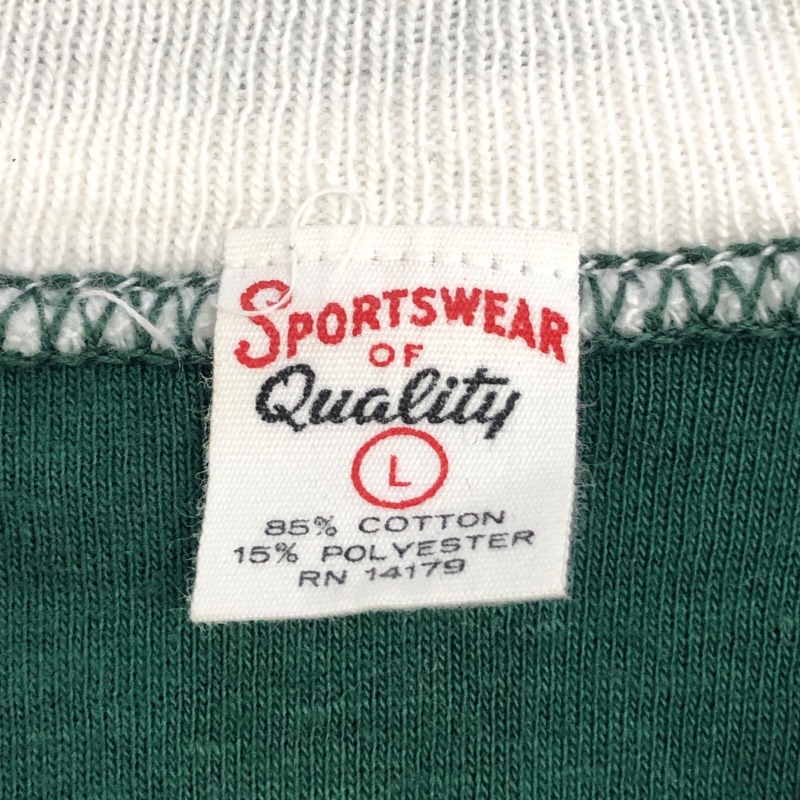 SPORTSWEAR
OF
Quality
L
85% COTTON
15% POLYESTER
RN 14179